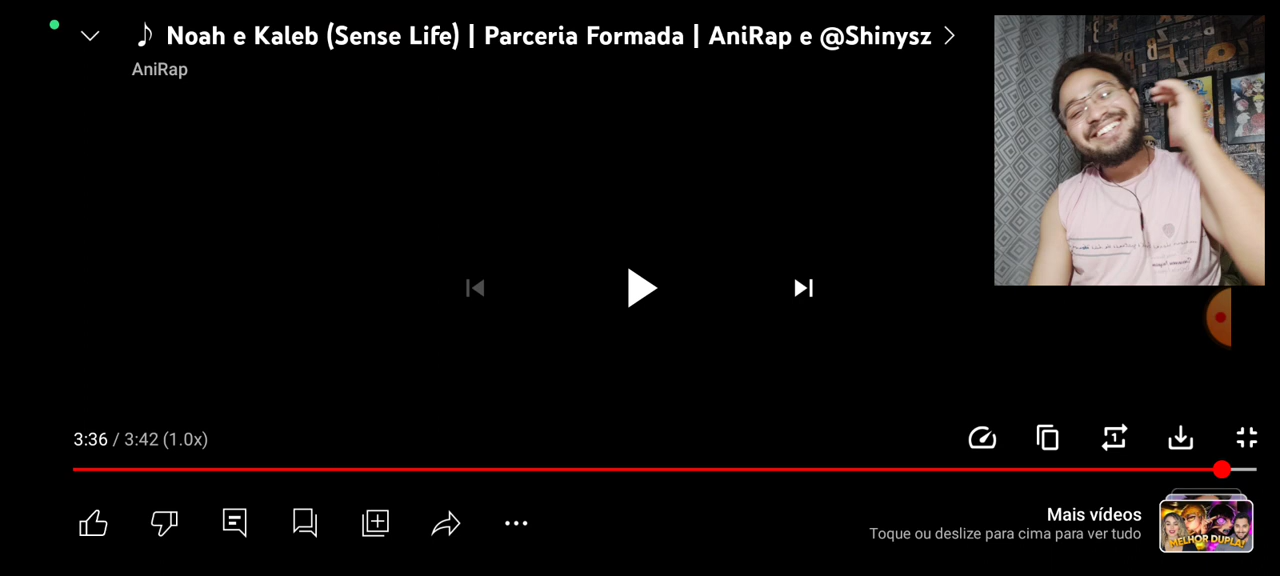 ♪ Noah e Kaleb (Sense Life) | Parceria Formada | AniRap e @Shinysz
AniRap
3:36 / 3:42 (1.0x)
1
Mais vídeos
Toque ou deslize para cima para ver tudo
MELHOR DUPLA!